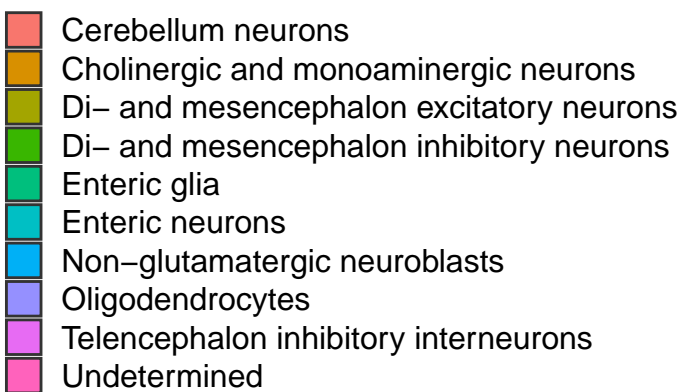 Cerebellum neurons
Cholinergic and monoaminergic neurons
Di− and mesencephalon excitatory neurons
Di− and mesencephalon inhibitory neurons
Enteric glia
Enteric neurons
Non−glutamatergic neuroblasts
Oligodendrocytes
Telencephalon inhibitory interneurons
Undetermined